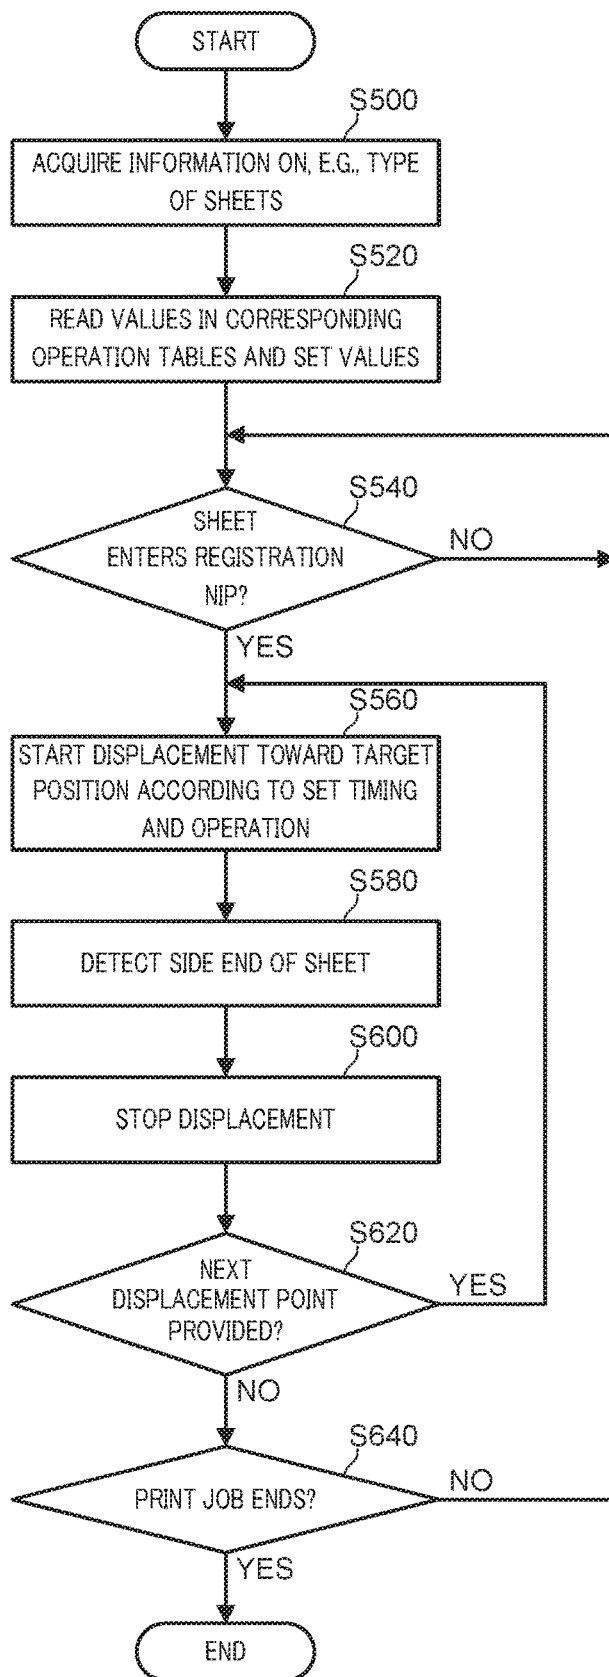 START
S500
ACQUIRE INFORMATION ON, E.G., TYPE
OF SHEETS
S520
READ VALUES IN CORRESPONDING
OPERATION TABLES AND SET VALUES
S540
SHEET
ENTERS REGISTRATION
NIP?
NO
YES
S560
START DISPLACEMENT TOWARD TARGET
POSITION ACCORDING TO SET TIMING
AND OPERATION
S580
DETECT SIDE END OF SHEET
S600
STOP DISPLACEMENT
S620
NEXT
DISPLACEMENT POINT
PROVIDED?
YES
NO
S640
PRINT JOB ENDS?
NO
YES
END